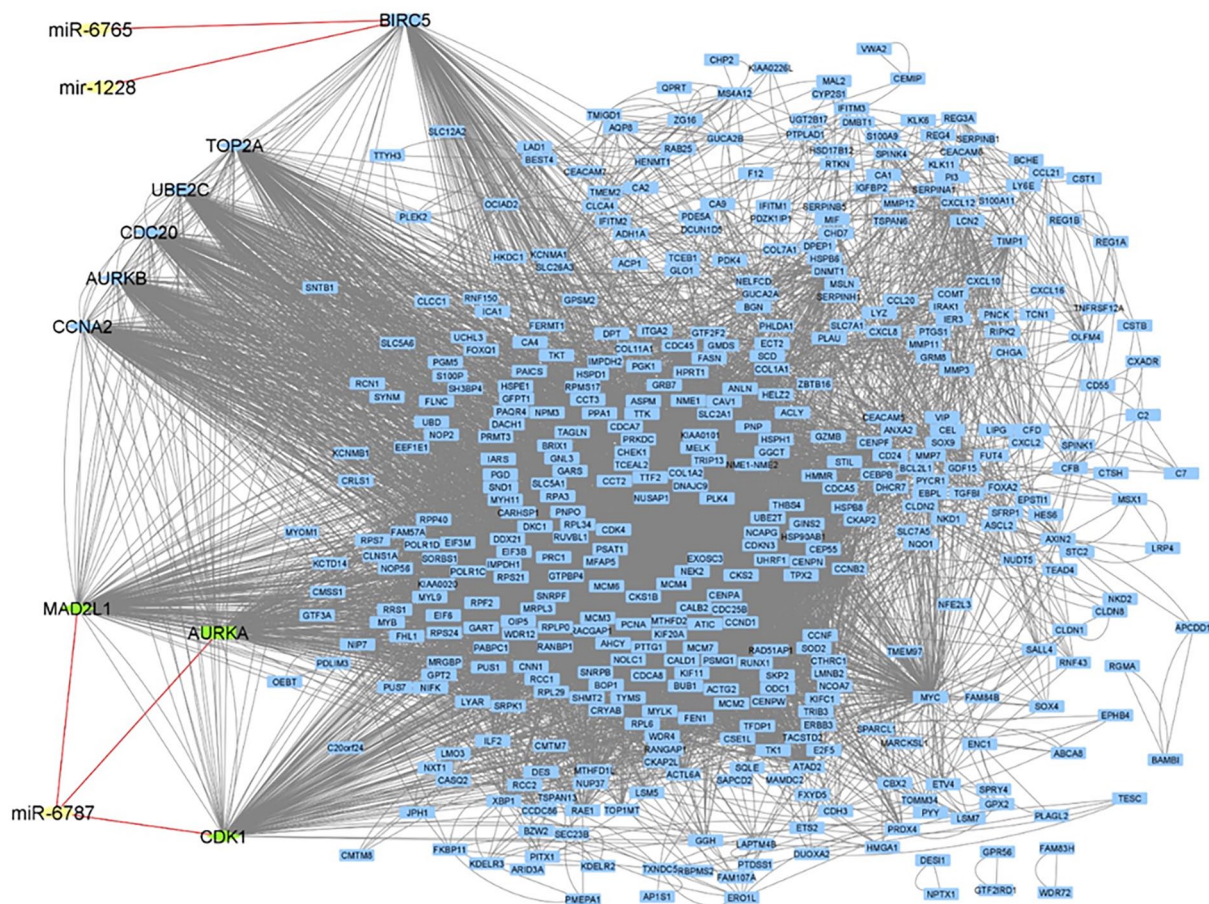 miR-6765
BIRC5
mir-1228
TOP2A
UBE2C
CDC20
AURKB
CCNA2
MAD2L1
AURKA
miR-6787
CDK1
VWA2
CHP2
KIAA0226L
CEMIP
QPRT
MS4A12
MAL2
CYP2S1
TMIGD1
ZG16
IFITM3
KLK6
REG3A
SLC12A2
AQP8
GUCA2B
UGT2B17
DMBT1
REG4
SERPINB1
TTYH3
LAD1
RAB25
PTPLAD1
S100A9
BEST4
HENMT1
HSD17B12
SPINK4
KLK11
BCHE
CEACAM7
F12
RTKN
CA1
PI3
CCL21
TMEM2
CA2
IGFBP2
SERPINA1
LY6E
CST1
CLCA4
CA9
IFITM1
SERPINB5
MMP12
CXCL12
S100A11
OCIAD2
IFITM2
PDE5A
PDZK1IP1
MIF
TSPAN6
LCN2
REG1B
PLEK2
ADH1A
DCUN1D5
COL7A1
CHD7
TIMP1
REG1A
HKDC1
KCNMA1
SLC26A3
ACP1
TCEB1
PDK4
DPEP1
HSPB6
GLO1
DNMT1
SNTB1
CLCC1
RNF150
GPSM2
NELFCD
MSLN
CXCL10
CXCL16
ICA1
GUCA2A
SERPINH1
CCL20
COMT
TNFRSF12A
BGN
LYZ
IRAK1
PNCK
TCN1
UCHL3
FERMT1
DPT
ITGA2
GTF2F2
PHLDA1
SLC7A1
CXCL8
IER3
CSTB
SLC5A6
FOXQ1
CA4
COL11A1
CDC45
GMDS
ECT2
PLAU
PTGS1
RIPK2
OLFM4
PGM5
TKT
IMPDH2
FASN
SCD
MMP11
CHGA
CXADR
S100P
PAICS
HSPD1
PGK1
HPRT1
COL1A1
GRM8
RCN1
SH3BP4
HSPE1
RPMS17
GRB7
ANLN
ZBTB16
MMP3
CD55
SYNM
FLNC
GFPT1
CCT3
ASPM
NME1
CAV1
HELZ2
PAQR4
PPA1
TTK
SLC2A1
ACLY
C2
UBD
DACH1
NPM3
CDCA7
PNP
CEACAM5
VIP
LIPG
CFD
NOP2
TAGLN
PRKDC
KIAA0101
HSPH1
GZMB
ANXA2
CEL
CXCL2
SPINK1
EEF1E1
PRMT3
BRIX1
CHEK1
MELK
GGCT
CENPF
SOX9
KCNMB1
IARS
GNL3
TCEAL2
TRIP13
STIL
CD24
MMP7
FUT4
CFB
CTSH
C7
PGD
GARS
COL1A2
NME1-NME2
HMMR
CEBPB
BCL2L1
GDF15
CRLS1
SND1
SLC5A1
CCT2
TTF2
DNAJC9
CDCA5
DHCR7
PYCR1
FOXA2
MYH11
RPA3
NUSAP1
PLK4
EBPL
TGFBI
EPSTI1
MSX1
CARHSP1
PNPO
THBS4
HSPB8
CLDN2
SFRP1
HES6
RPP40
DKC1
RPL34
CDK4
UBE2T
GINS2
CKAP2
NKD1
ASCL2
MYOM1
RPS7
FAM57A
RUVBL1
NCAPG
HSP90AB1
SLC7A5
AXIN2
POLR1D
EIF3M
DDX21
PSAT1
CDKN3
CEP55
NQO1
STC2
LRP4
CLNS1A
SORBS1
EIF3B
PRC1
EXOSC3
UHRF1
CENPN
CCNB2
NUDT5
KCTD14
NOP56
POLR1C
IMPDH1
MFAP5
NEK2
TPX2
TEAD4
KIAA0020
RPS21
GTPBP4
CKS2
CMSS1
MYL9
MCM6
MCM4
NKD2
RRS1
RPF2
SNRPF
CKS1B
CENPA
NFE2L3
CLDN8
GTF3A
MYB
EIF6
MRPL3
MCM3
CALB2
CDC25B
CLDN1
APCDD1
FHL1
RPS24
GART
OIP5
RPLP0
RACGAP1
PCNA
MTHFD2
CCND1
CCNF
NIP7
WDR12
KIF20A
ATIC
SOD2
TMEM97
SALL4
PABPC1
RANBP1
AHCY
PTTG1
MCM7
RAD51AP1
RNF43
PDLIM3
MRGBP
PUS1
CNN1
NOLC1
CALD1
PSMG1
RUNX1
CTHRC1
RGMA
OEBT
GPT2
RCC1
SNRPB
CDCA8
KIF11
SKP2
LMNB2
PUS7
NIFK
RPL29
BOP1
BUB1
ACTG2
ODC1
NCOA7
MYC
FAM84B
LYAR
SRPK1
SHMT2
TYMS
MCM2
CENPW
KIFC1
SOX4
CRYAB
MYLK
TRIB3
RPL6
FEN1
TFDP1
ERBB3
SPARCL1
EPHB4
WDR4
CSE1L
TACSTD2
MARCKSL1
ENC1
C20orf24
ILF2
CMTM7
RANGAP1
TK1
E2F5
ABCA8
LMO3
CKAP2L
SQLE
ATAD2
BAMBI
NXT1
DES
MTHFD1L
ACTL6A
SAPCD2
MAMDC2
CBX2
ETV4
CASQ2
RCC2
NUP37
LSM5
FXYD5
TOMM34
SPRY4
XBP1
TSPAN13
CDH3
PYY
GPX2
TESC
JPH1
CCDC86
RAE1
TOP1MT
ETS2
PRDX4
LSM7
PLAGL2
BZW2
SEC23B
GGH
LAPTM4B
HMGA1
CMTM8
FKBP11
KDELR3
PITX1
KDELR2
PTDSS1
DUOXA2
DESI1
GPR56
FAM83H
ARID3A
TXNDC5
RBPMS2
FAM107A
PMEPA1
AP1S1
ERO1L
NPTX1
GTF2IRD1
WDR72